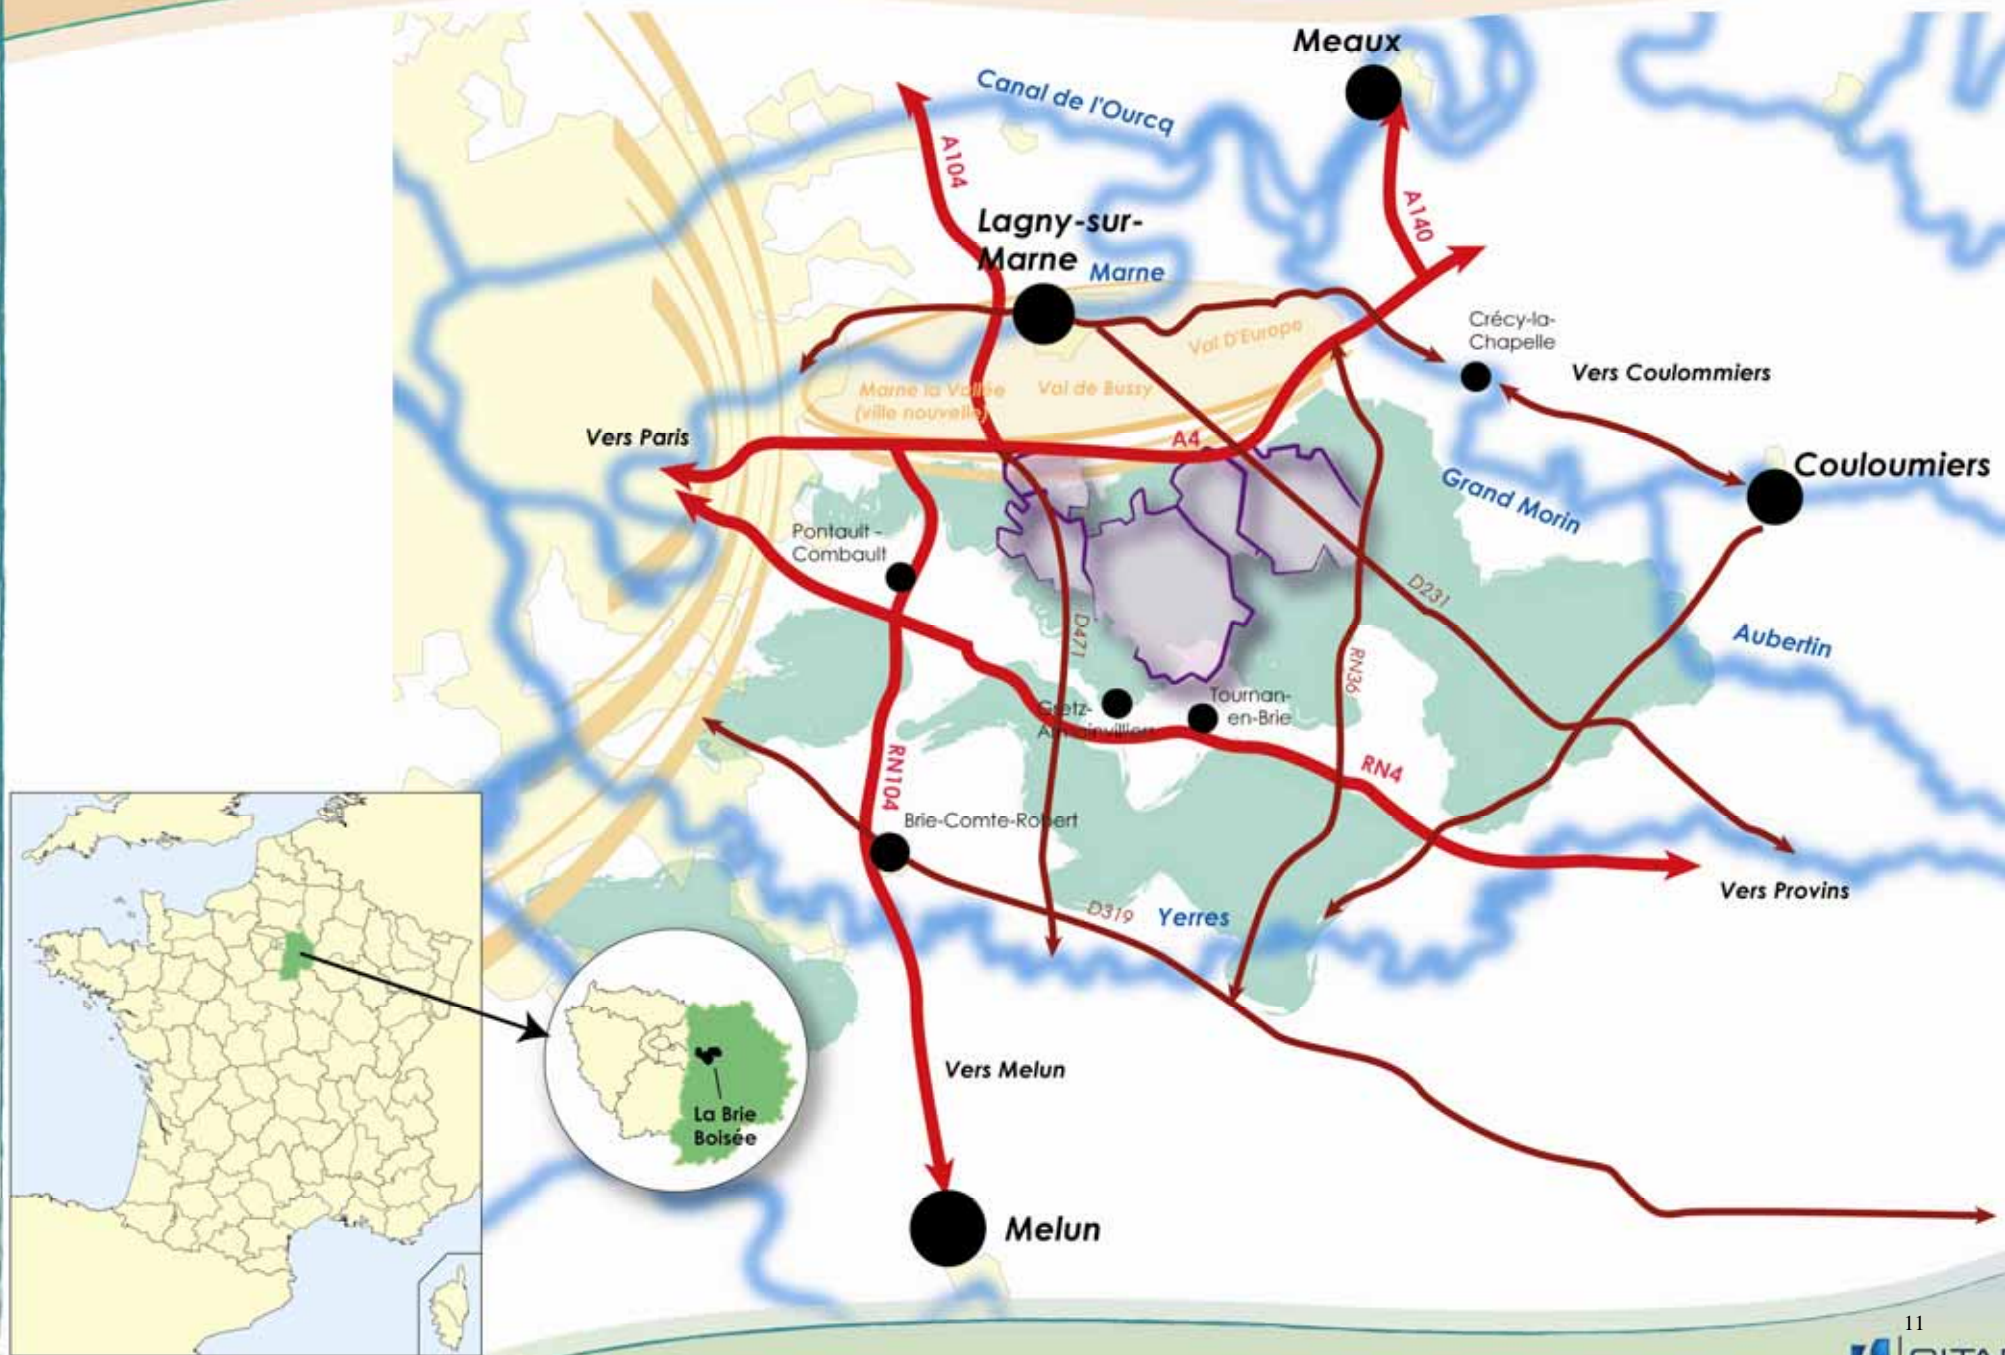 Meaux
Canal de l'Ourcq
A104
A140
Lagny-sur-
Marne
Marne
Crécy-la-
Chapelle
Val D'Europe
Vers Coulommiers
Marne la Vallée
(ville nouvelle)
Val de Bussy
Vers Paris
A4
Couloumiers
Grand Morin
Pontault -
Combault
D231
D471
Aubertin
RN36
Gretz-
Tournan-
en-Brie
RN104
RN4
Brie-Comte-Robert
Vers Provins
D319
Yerres
Vers Melun
La Brie
Boisée
Melun
11